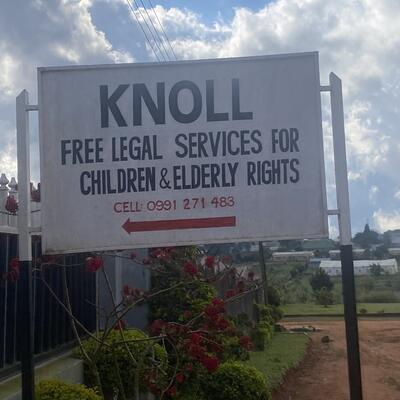 KNOLL
FREE LEGAL SERVICES FOR
CHILDREN & ELDERLY RIGHTS
CELL: 0991 271 483